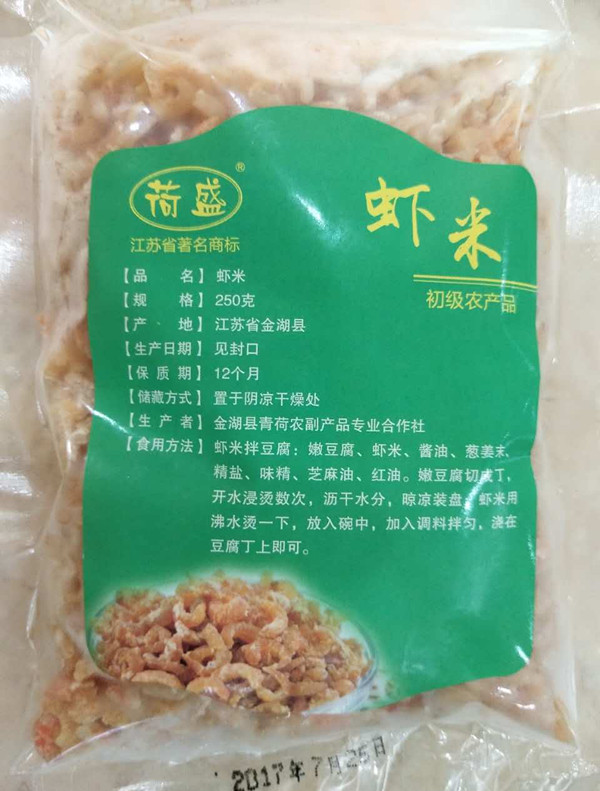 荷盛®
江苏省著名商标
虾米
初级农产品
【品 名】虾米
【规 格】250克
【产 地】江苏省金湖县
【生产日期】见封口
【保 质 期】12个月
【储藏方式】置于阴凉干燥处
【生 产 者】金湖县青荷农副产品专业合作社
【食用方法】虾米拌豆腐：嫩豆腐、虾米、酱油、葱姜末、
精盐、味精、芝麻油、红油。嫩豆腐切成丁，
开水浸烫数次，沥干水分，晾凉装盘；虾米用
沸水烫一下，放入碗中，加入调料拌匀，浇在
豆腐丁上即可。
2017年7月25日